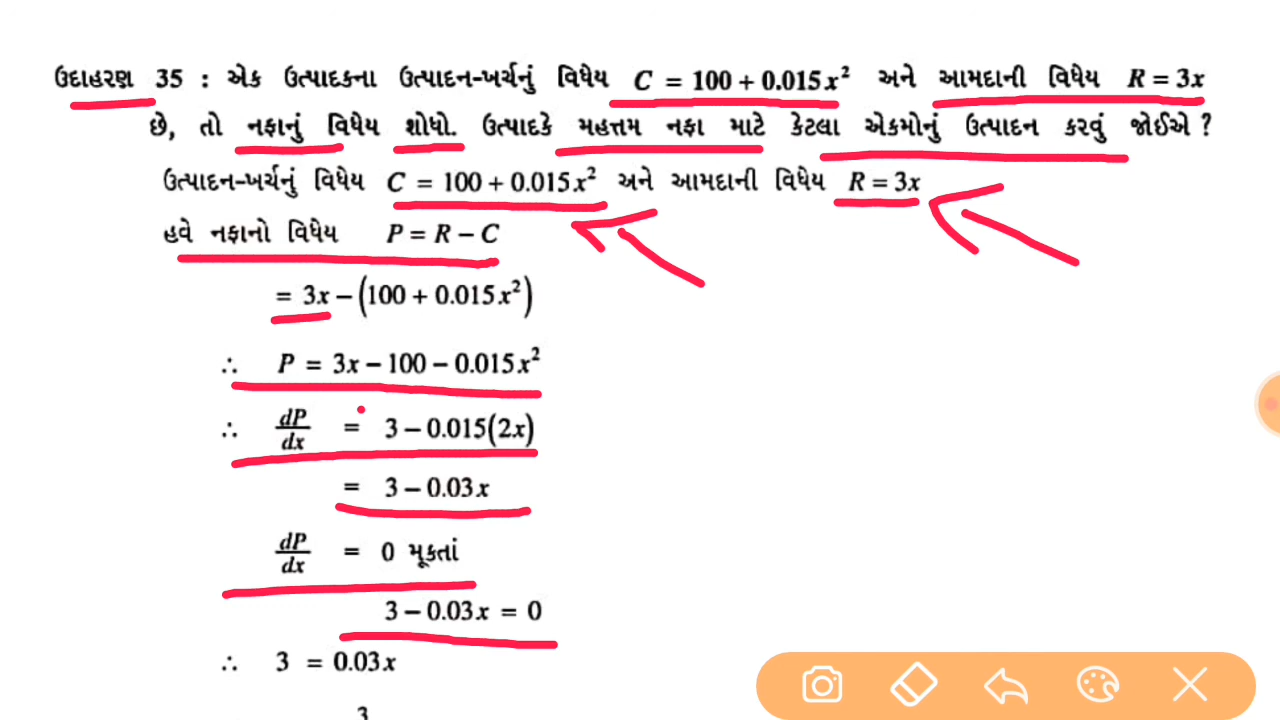 ઉદાહરણ 35 : એક ઉત્પાદકના ઉત્પાદન-ખર્ચનું વિધેય C = 100 + 0.015x² અને આમદાની વિધેય R = 3x
છે, તો નફાનું વિધેય શોધો. ઉત્પાદકે મહત્તમ નફા માટે કેટલા એકમોનું ઉત્પાદન કરવું જોઈએ ?
ઉત્પાદન-ખર્ચનું વિધેય C = 100 + 0.015x² અને આમદાની વિધેય R = 3x
હવે નફાનો વિધેય P = R – C
= 3x – (100 + 0.015x²)
∴ P = 3x – 100 – 0.015x²
∴ dP/dx = 3 – 0.015(2x)
= 3 – 0.03x
dP/dx = 0 મૂકતાં
3 – 0.03x = 0
∴ 3 = 0.03x
3